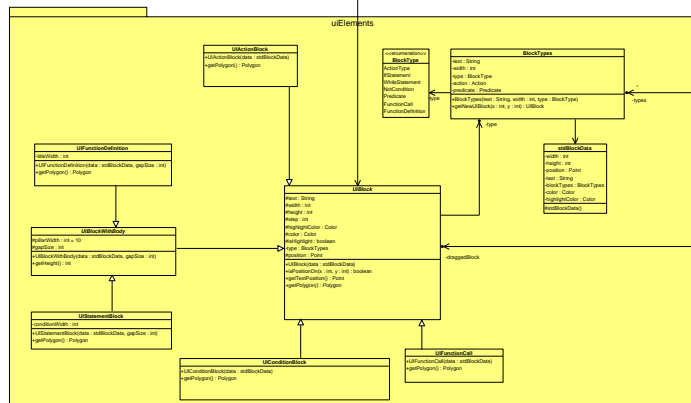 uiElements
UIActionBlock
+UIActionBlock(data : stdBlockData)
+getPolygon() : Polygon
<<enumeration>>
BlockType
ActionType
IfStatement
WhileStatement
NotCondition
Predicate
FunctionCall
FunctionDefinition
-type
BlockTypes
-text : String
-width : int
-type : BlockType
-action : Action
-predicate : Predicate
+BlockTypes(text : String, width : int, type : BlockType)
+getNewUIBlock(x : int, y : int) : UIBlock
*
-types
-type
stdBlockData
-width : int
-height : int
-position : Point
-text : String
-blockTypes : BlockTypes
-color : Color
-highlightColor : Color
#stdBlockData()
UIFunctionDefinition
-titleWidth : int
+UIFunctionDefinition(data : stdBlockData, gapSize : int)
+getPolygon() : Polygon
UIBlock
#text : String
#width : int
#height : int
#step : int
#highlightColor : Color
#color : Color
#isHighlight : boolean
-type : BlockTypes
#position : Point
+UIBlock(data : stdBlockData)
+isPositionOn(x : int, y : int) : boolean
+getTextPosition() : Point
+getPolygon() : Polygon
-draggedBlock
UIBlockWithBody
#pillarWidth : int = 10
#gapSize : int
+UIBlockWithBody(data : stdBlockData, gapSize : int)
+getHeight() : int
UIStatementBlock
-conditionWidth : int
+UIStatementBlock(data : stdBlockData, gapSize : int)
+getPolygon() : Polygon
UIConditionBlock
+UIConditionBlock(data : stdBlockData)
+getPolygon() : Polygon
UIFunctionCall
+UIFunctionCall(data : stdBlockData)
+getPolygon() : Polygon